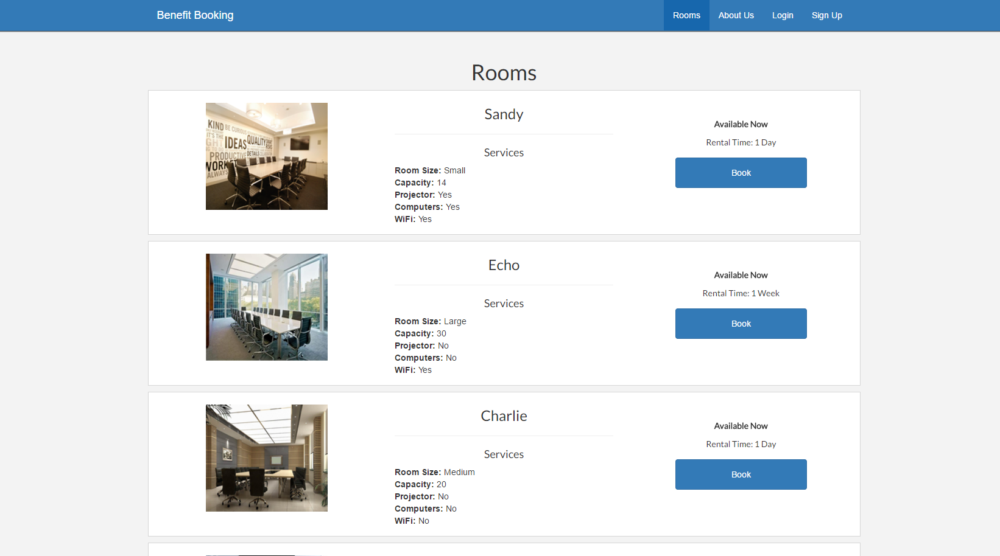 Benefit Booking
Rooms
About Us
Login
Sign Up
Rooms
KIND BE CURIOUS
IT'S THE
IDEAS QUALITY
PRODUCTIVE DETAILS
WORK
ALWAYS
Sandy
Services
Room Size: Small
Capacity: 14
Projector: Yes
Computers: Yes
WiFi: Yes
Available Now
Rental Time: 1 Day
Book
Echo
Services
Room Size: Large
Capacity: 30
Projector: No
Computers: No
WiFi: Yes
Available Now
Rental Time: 1 Week
Book
Charlie
Services
Room Size: Medium
Capacity: 20
Projector: No
Computers: No
WiFi: No
Available Now
Rental Time: 1 Day
Book